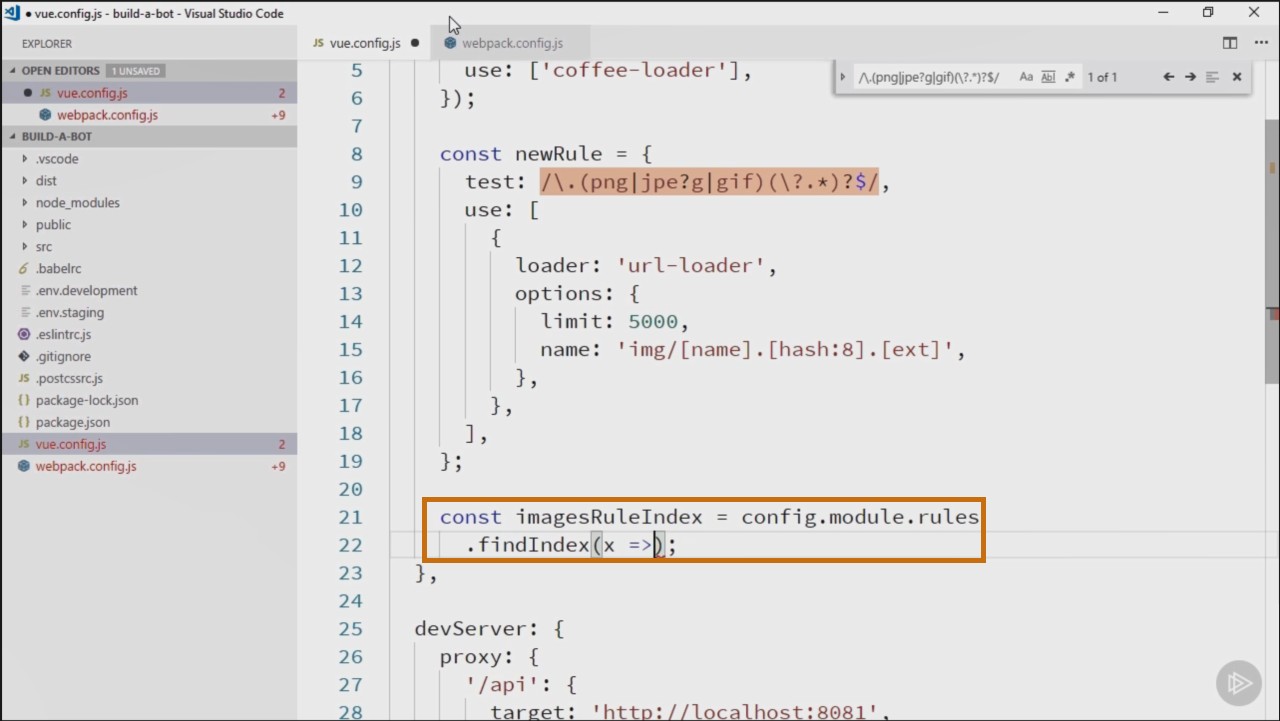 ● vue.config.js - build-a-bot - Visual Studio Code
EXPLORER
OPEN EDITORS 1 UNSAVED
● JS vue.config.js 2
webpack.config.js +9
BUILD-A-BOT
.vscode
dist
node_modules
public
src
.babelrc
.env.development
.env.staging
.eslintrc.js
.gitignore
JS .postcssrc.js
{} package-lock.json
{} package.json
JS vue.config.js 2
webpack.config.js +9
JS vue.config.js ●
webpack.config.js
/\.(png|jpe?g|gif)(\?.*)?$/ Aa Abl .* 1 of 1
5 use: ['coffee-loader'],
6 });
7
8 const newRule = {
9 test: /\.(png|jpe?g|gif)(\?.*)?$/,
10 use: [
11 {
12 loader: 'url-loader',
13 options: {
14 limit: 5000,
15 name: 'img/[name].[hash:8].[ext]',
16 },
17 },
18 ],
19 };
20
21 const imagesRuleIndex = config.module.rules
22 .findIndex(x =>);
23 },
24
25 devServer: {
26 proxy: {
27 '/api': {
28 target: 'http://localhost:8081',